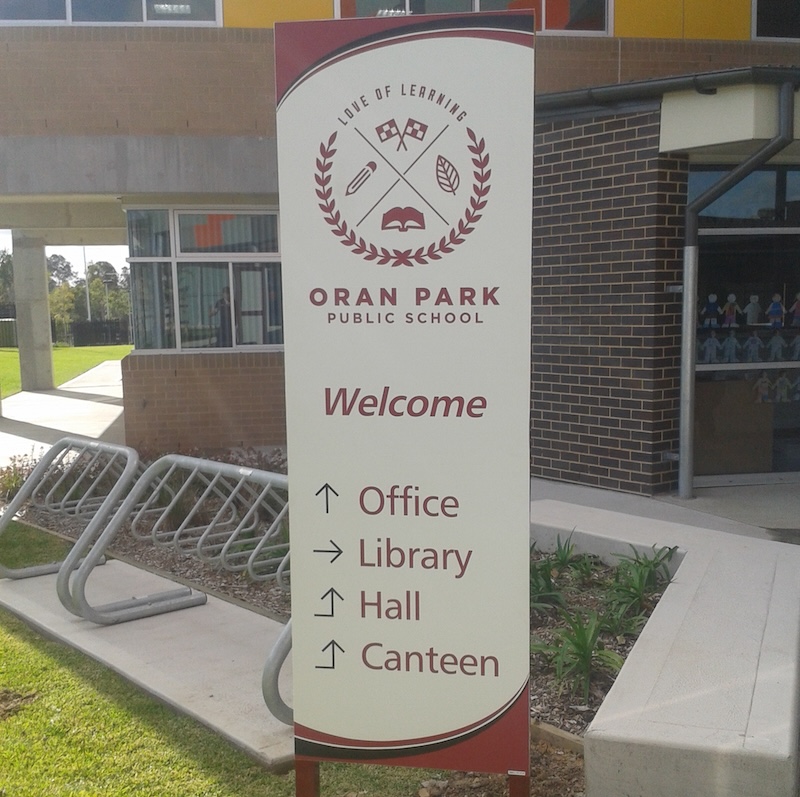 LOVE OF LEARNING
ORAN PARK
PUBLIC SCHOOL
Welcome
↑ Office
→ Library
↱ Hall
↱ Canteen